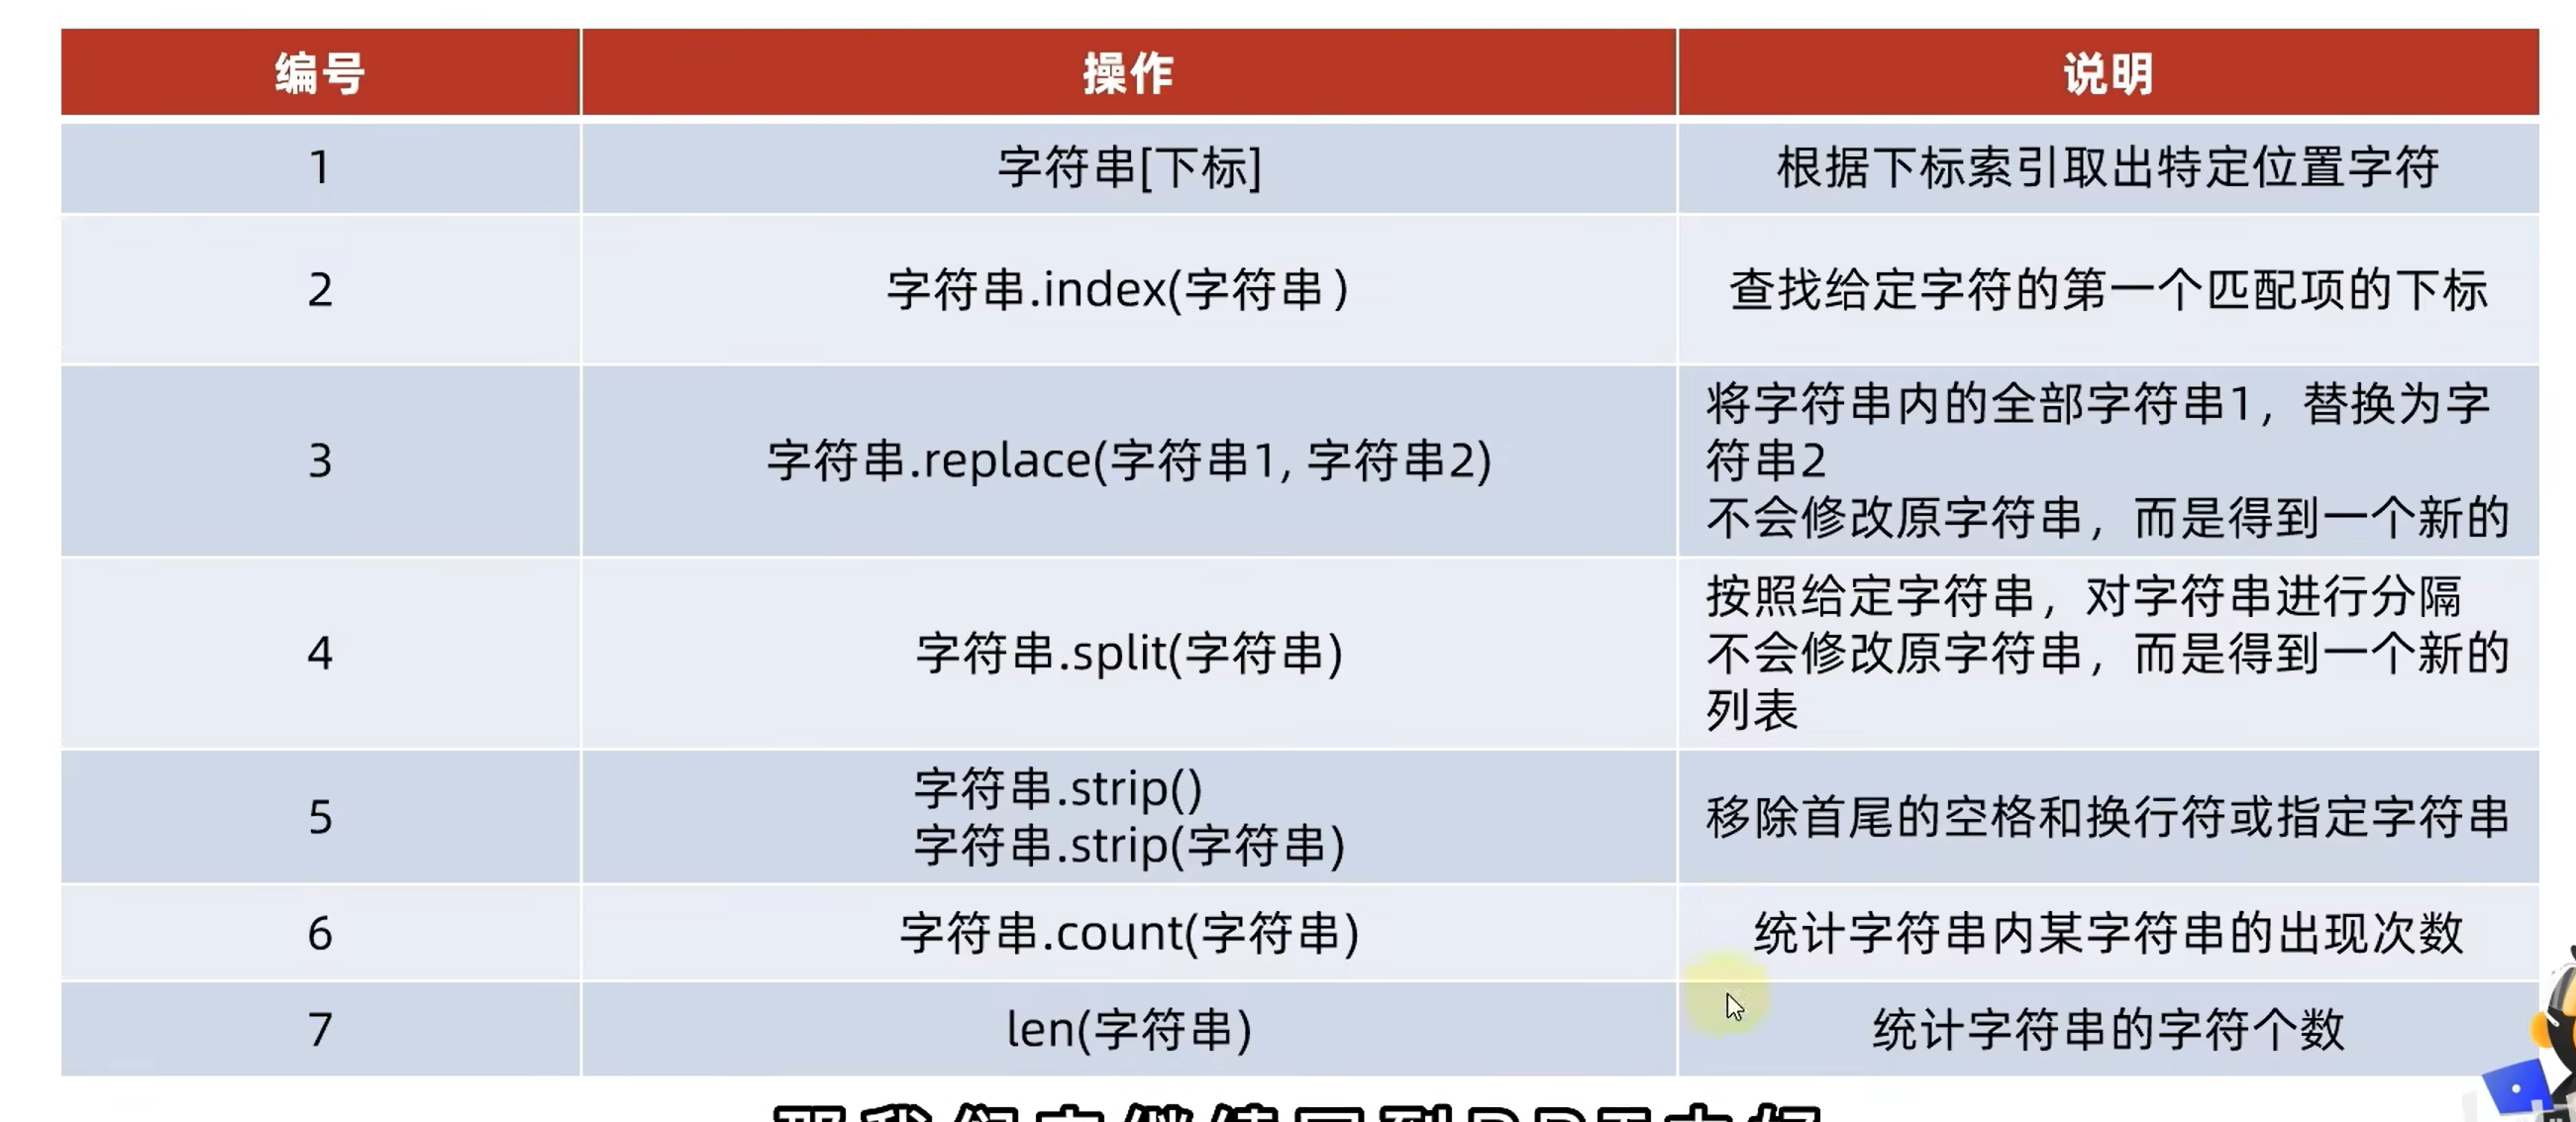 编号 操作 说明
1 字符串[下标] 根据下标索引取出特定位置字符
2 字符串.index(字符串) 查找给定字符的第一个匹配项的下标
3 字符串.replace(字符串1, 字符串2) 将字符串内的全部字符串1，替换为字
符串2
不会修改原字符串，而是得到一个新的
4 字符串.split(字符串) 按照给定字符串，对字符串进行分隔
不会修改原字符串，而是得到一个新的
列表
5 字符串.strip()
字符串.strip(字符串) 移除首尾的空格和换行符或指定字符串
6 字符串.count(字符串) 统计字符串内某字符串的出现次数
7 len(字符串) 统计字符串的字符个数